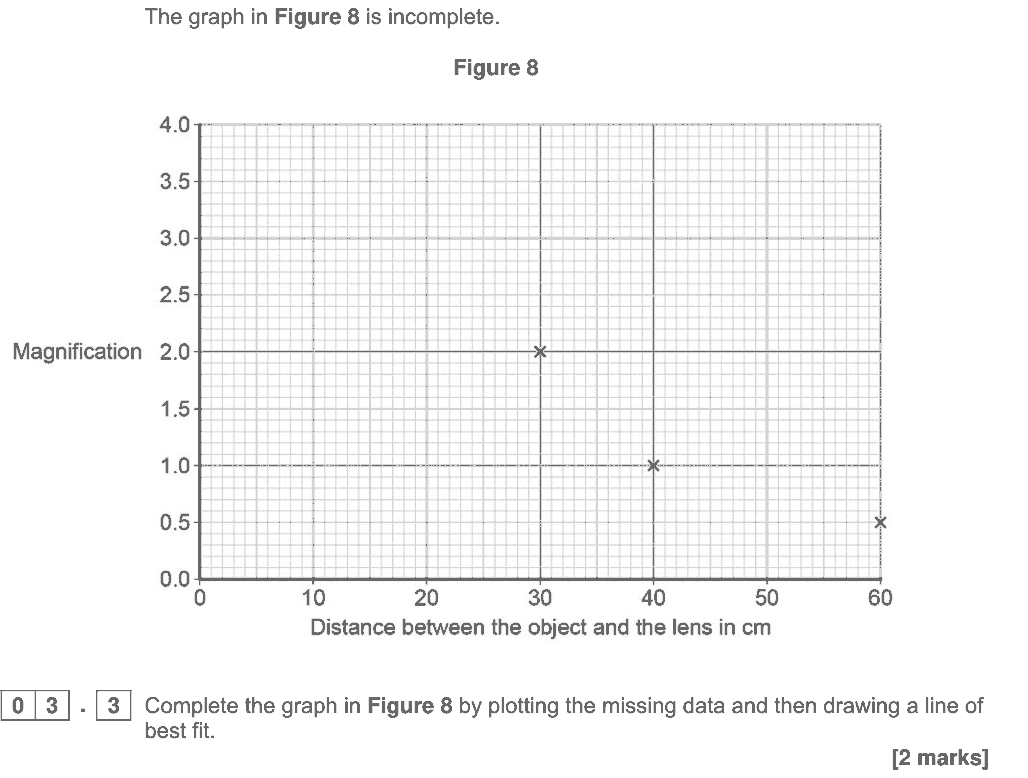 The graph in Figure 8 is incomplete.
Figure 8
4.0
3.5
3.0
2.5
Magnification 2.0
1.5
1.0
0.5
0.0
0 10 20 30 40 50 60
Distance between the object and the lens in cm
0 3 . 3 Complete the graph in Figure 8 by plotting the missing data and then drawing a line of
best fit.
[2 marks]